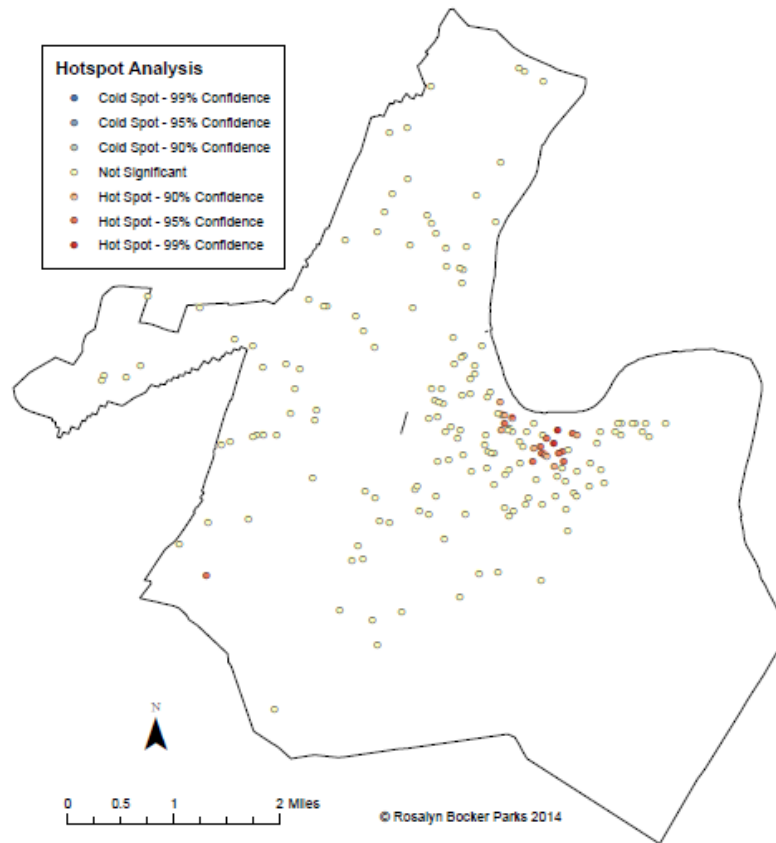 Hotspot Analysis
Cold Spot - 99% Confidence
Cold Spot - 95% Confidence
Cold Spot - 90% Confidence
Not Significant
Hot Spot - 90% Confidence
Hot Spot - 95% Confidence
Hot Spot - 99% Confidence
N
0 0.5 1 2 Miles
© Rosalyn Bocker Parks 2014